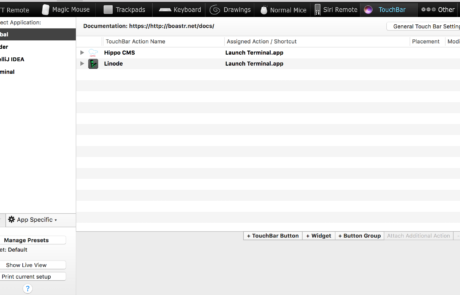 TT Remote Magic Mouse Trackpads Keyboard Drawings Normal Mice Siri Remote TouchBar Other
ect Application:
Documentation: https://http://boastr.net/docs/
General Touch Bar Setting
bal
TouchBar Action Name Assigned Action / Shortcut Placement Modi
der
Hippo CMS Launch Terminal.app
lliJ IDEA
Linode Launch Terminal.app
minal
App Specific
+ TouchBar Button + Widget + Button Group Attach Additional Action
Manage Presets
et: Default
Show Live View
Print current setup
?